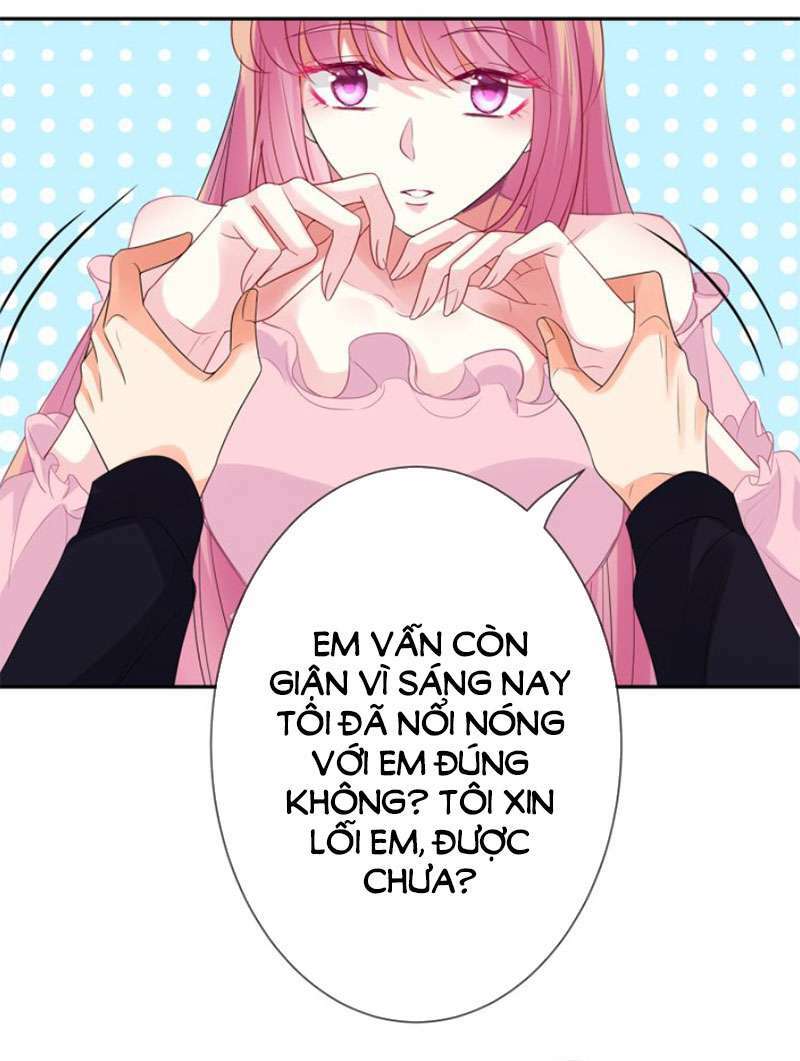 EM VẪN CÒN
GIẬN VÌ SÁNG NAY
TÔI ĐÃ NỔI NÓNG
VỚI EM ĐÚNG
KHÔNG? TÔI XIN
LỖI EM, ĐƯỢC
CHƯA?